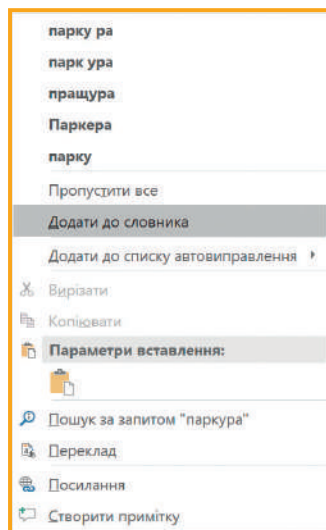 парку ра
парк ура
пращура
Паркера
парку
Пропустити все
Додати до словника
Додати до списку автовиправлення
Вирізати
Копіювати
Параметри вставлення:
Пошук за запитом "паркура"
Переклад
Посилання
Створити примітку